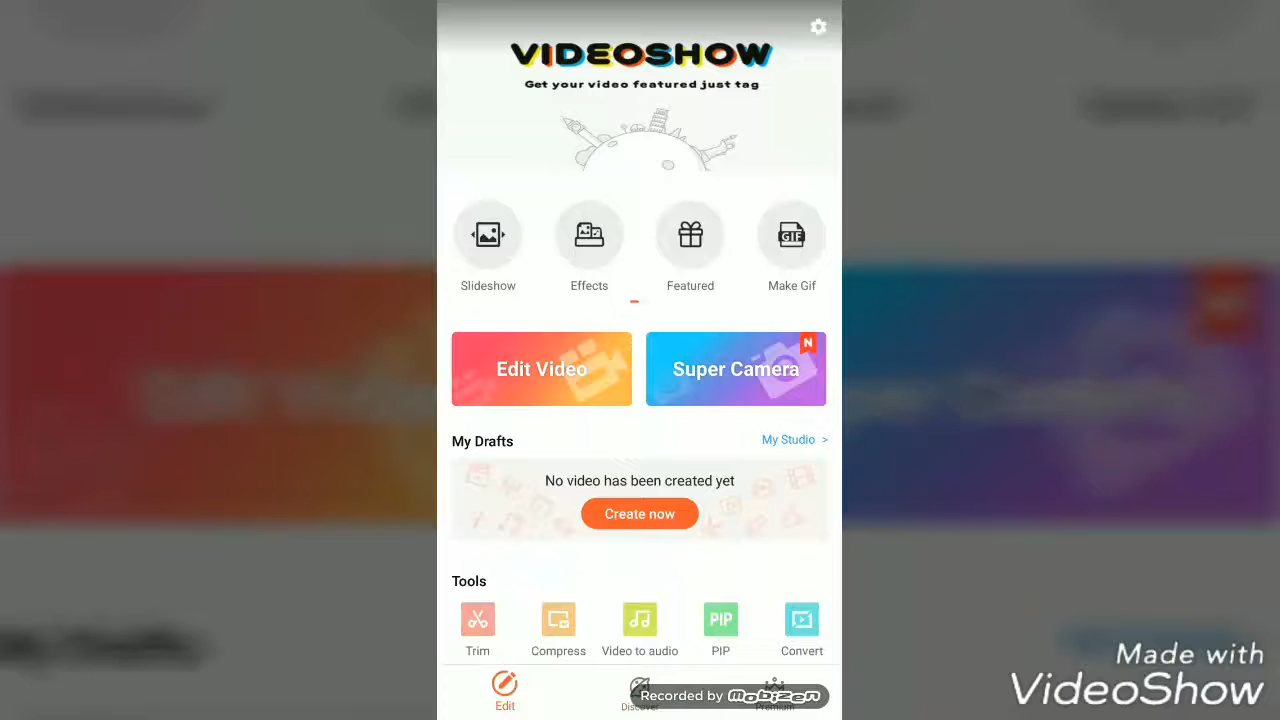 VIDEOSHOW
Get your video featured just tag
Slideshow
Effects
Featured
GIF
Make Gif
Edit Video
N
Super Camera
My Drafts
My Studio >
No video has been created yet
Create now
Tools
PIP
Trim
Compress
Video to audio
PIP
Convert
Edit
Discover
Premium
Recorded by mobizen
Made with
VideoShow